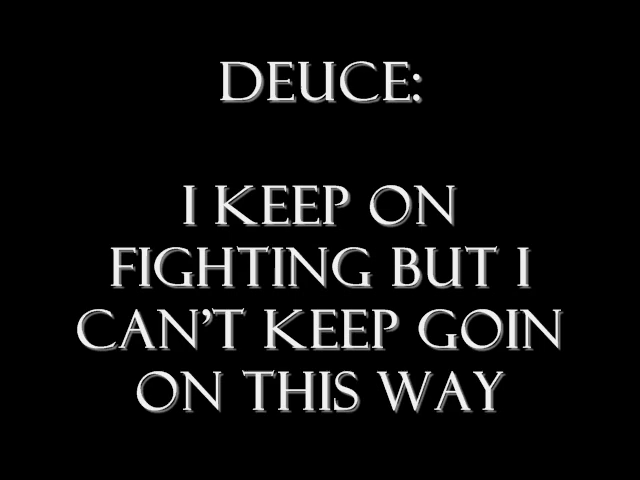 DEUCE:
I KEEP ON
FIGHTING BUT I
CAN'T KEEP GOIN
ON THIS WAY